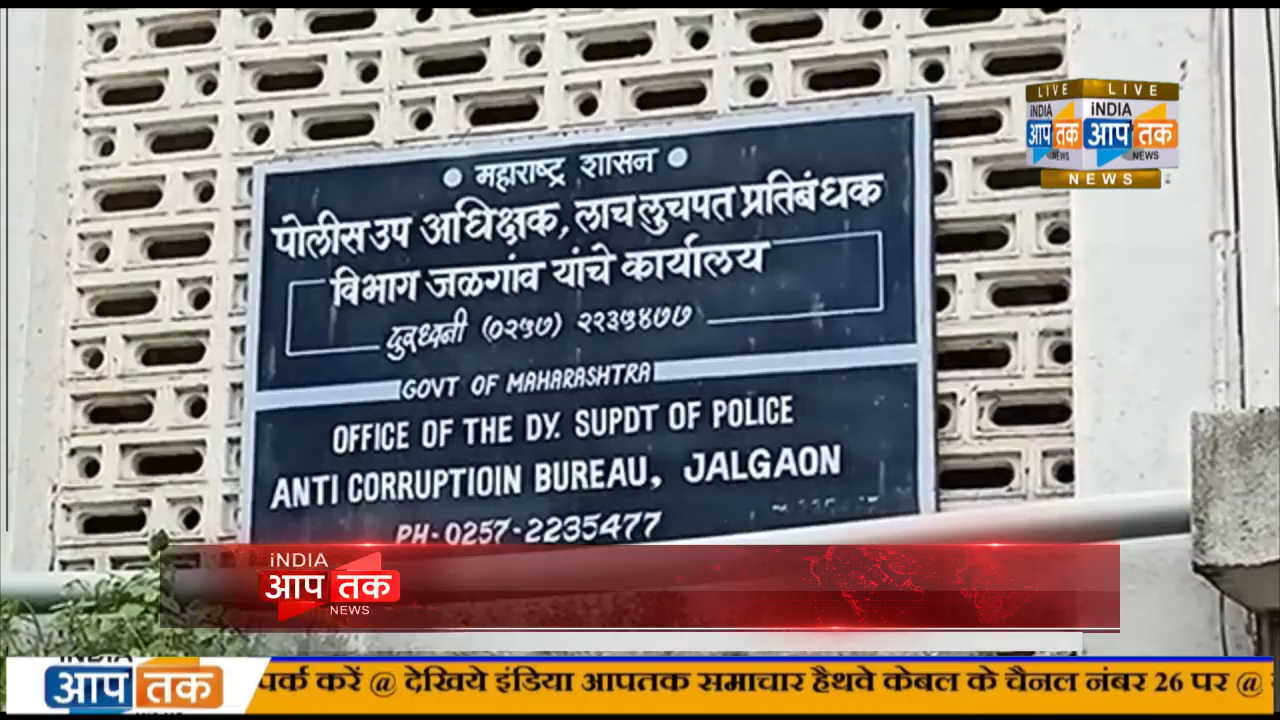 LIVE LIVE
iNDIA iNDIA
आप तक आप तक
NEWS NEWS
NEWS
महाराष्ट्र शासन
पोलीस उप अधिक्षक, लाच लुचपत प्रतिबंधक
विभाग जळगांव यांचे कार्यालय
दुरध्वनी (०२५७) २२३५४७७
GOVT OF MAHARASHTRA
OFFICE OF THE DY. SUPDT OF POLICE
ANTI CORRUPTIOIN BUREAU, JALGAON
PH-0257-2235477
iNDIA
आप तक
NEWS
आप तक
पर्क करें @ देखिये इंडिया आपतक समाचार हैथवे केबल के चैनल नंबर 26 पर @